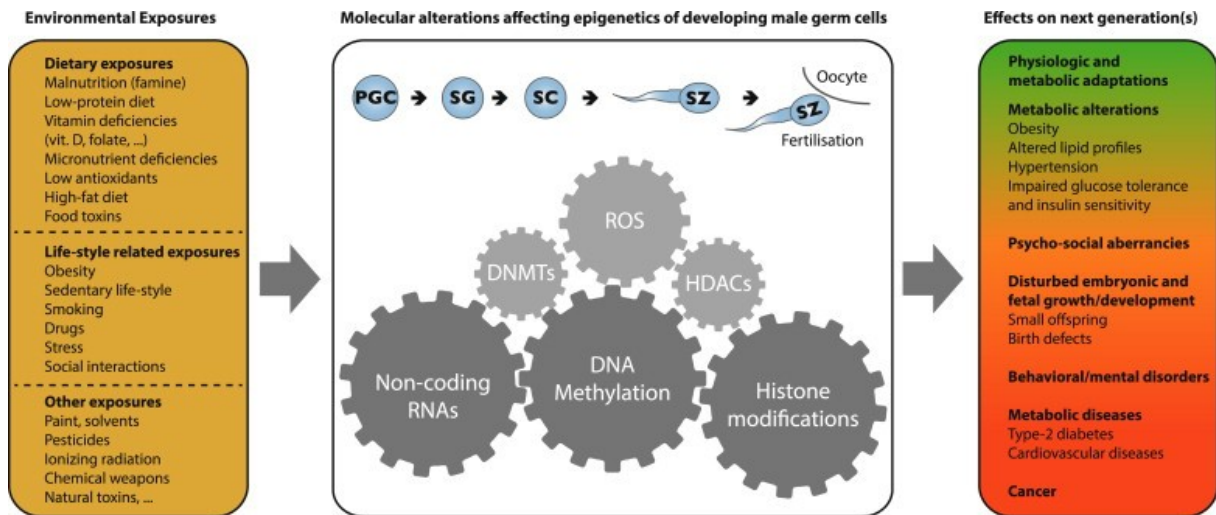 Environmental Exposures
Dietary exposures
Malnutrition (famine)
Low-protein diet
Vitamin deficiencies
(vit. D, folate, ...)
Micronutrient deficiencies
Low antioxidants
High-fat diet
Food toxins
Life-style related exposures
Obesity
Sedentary life-style
Smoking
Drugs
Stress
Social interactions
Other exposures
Paint, solvents
Pesticides
Ionizing radiation
Chemical weapons
Natural toxins, ...
Molecular alterations affecting epigenetics of developing male germ cells
PGC
SG
SC
SZ
SZ
Oocyte
Fertilisation
ROS
DNMTs
HDACs
Non-coding
RNAs
DNA
Methylation
Histone
modifications
Effects on next generation(s)
Physiologic and
metabolic adaptations
Metabolic alterations
Obesity
Altered lipid profiles
Hypertension
Impaired glucose tolerance
and insulin sensitivity
Psycho-social aberrancies
Disturbed embryonic and
fetal growth/development
Small offspring
Birth defects
Behavioral/mental disorders
Metabolic diseases
Type-2 diabetes
Cardiovascular diseases
Cancer